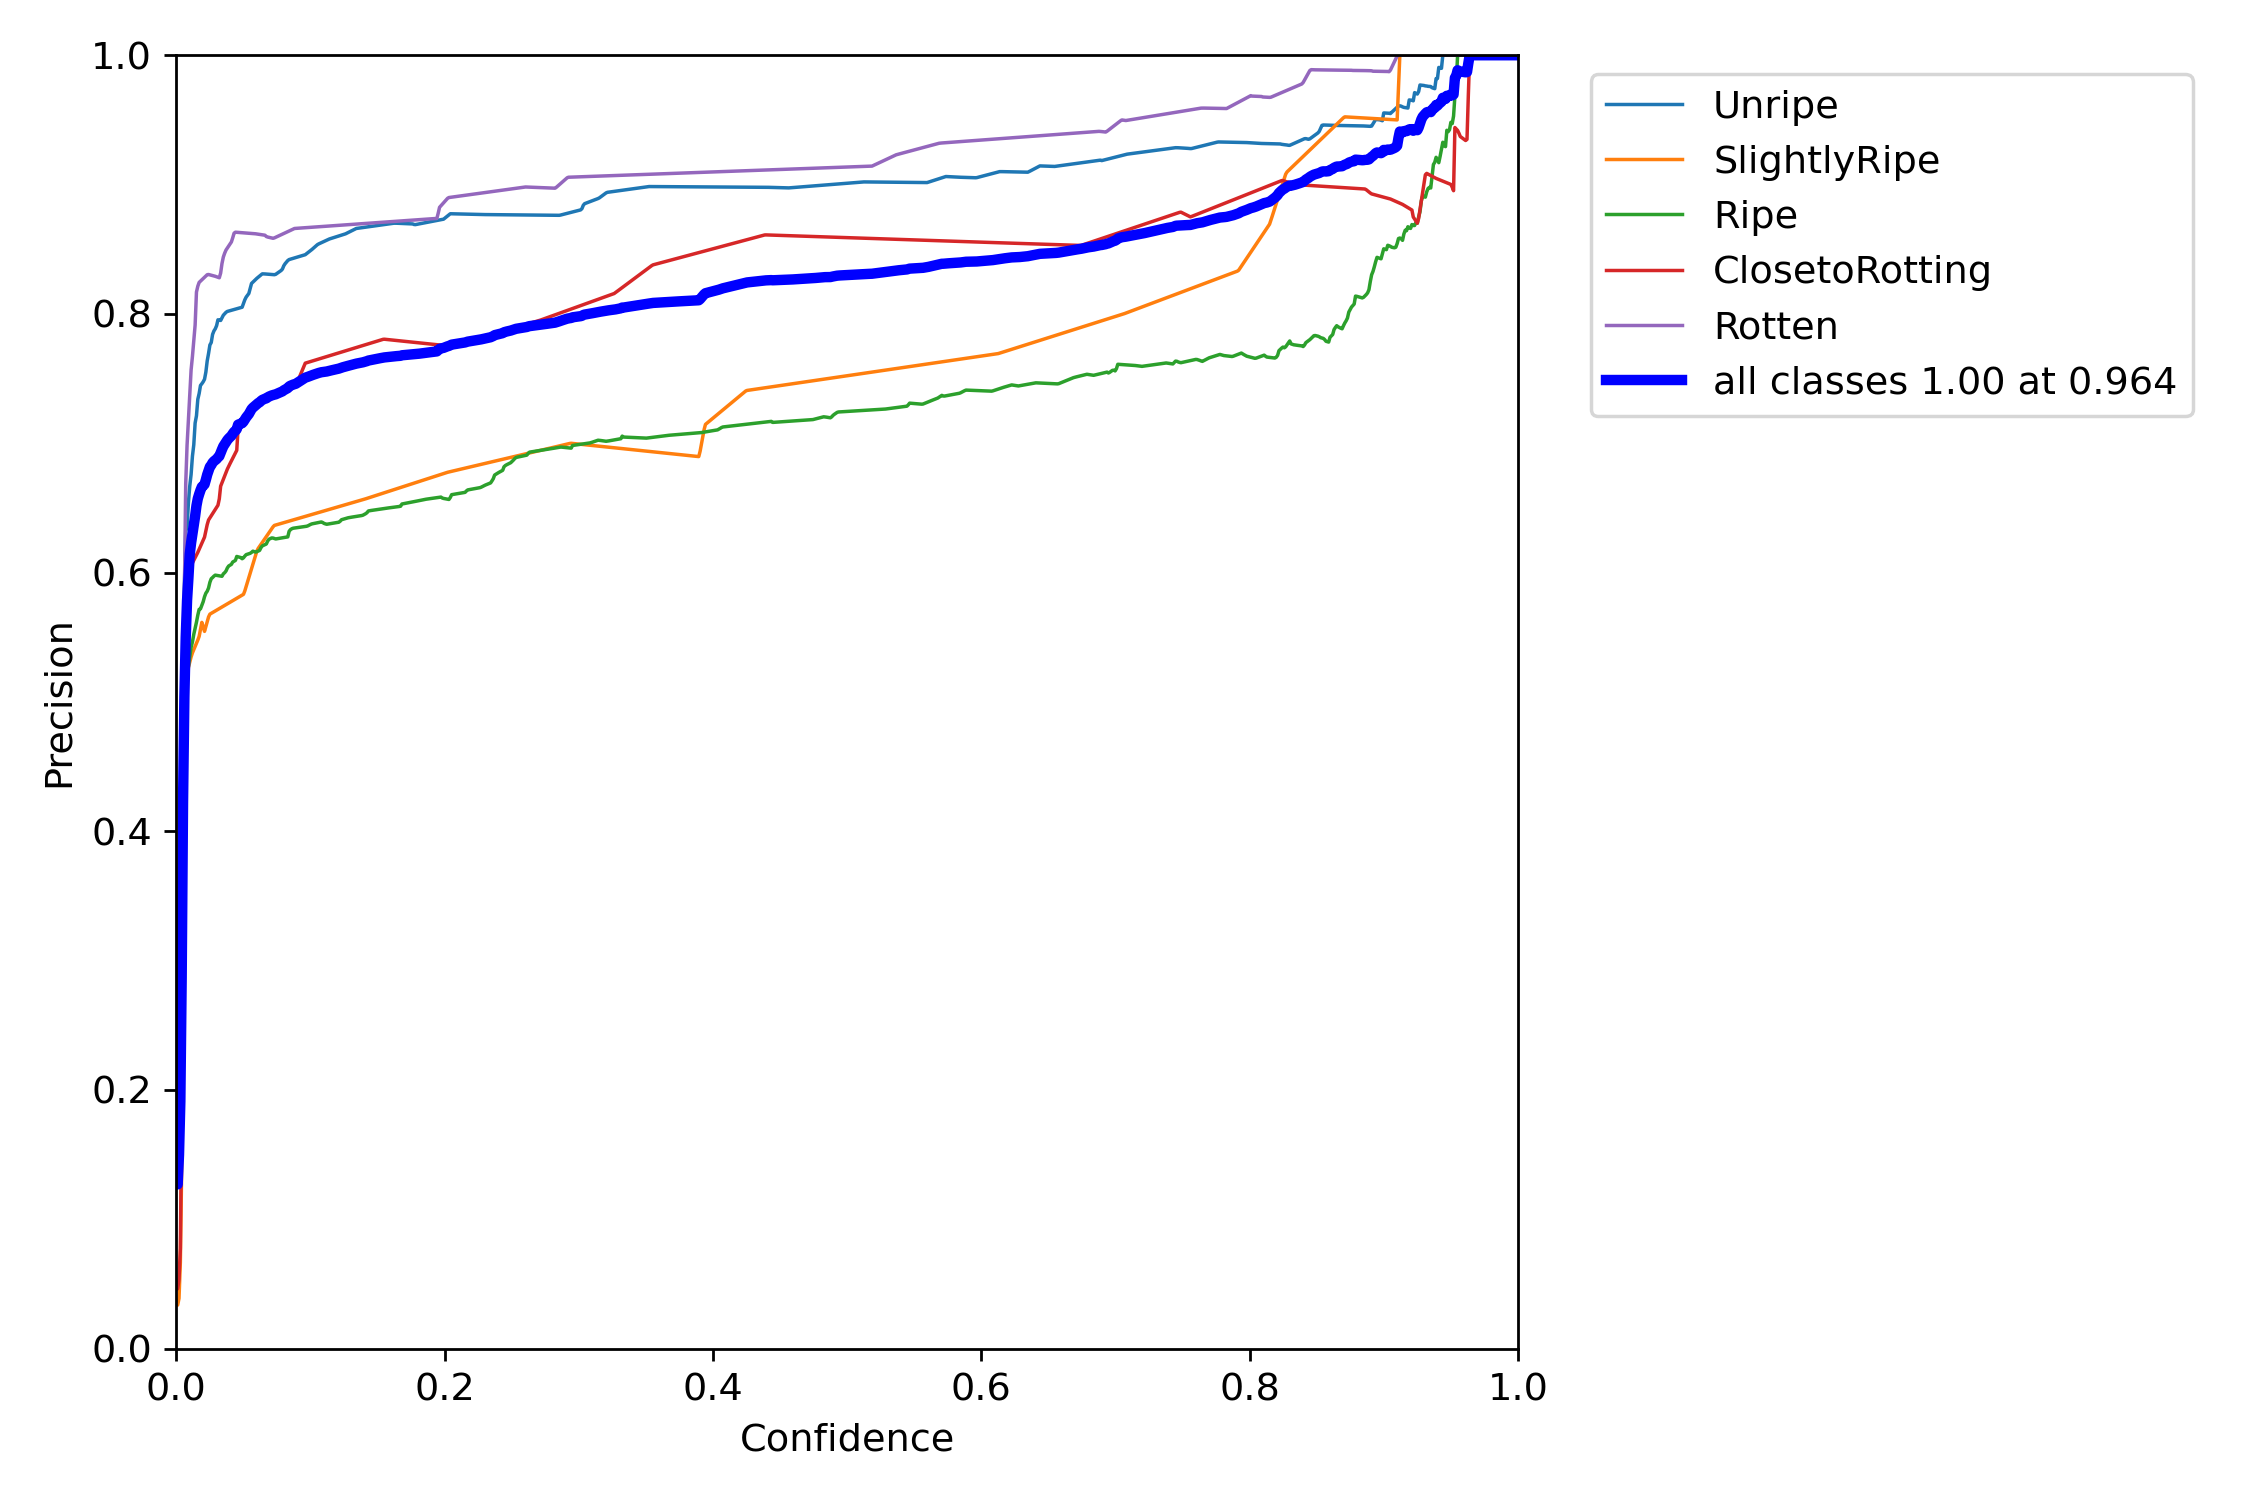 1.0
0.8
0.6
0.4
0.2
0.0
Precision
0.0 0.2 0.4 0.6 0.8 1.0
Confidence
Unripe
SlightlyRipe
Ripe
ClosetoRotting
Rotten
all classes 1.00 at 0.964